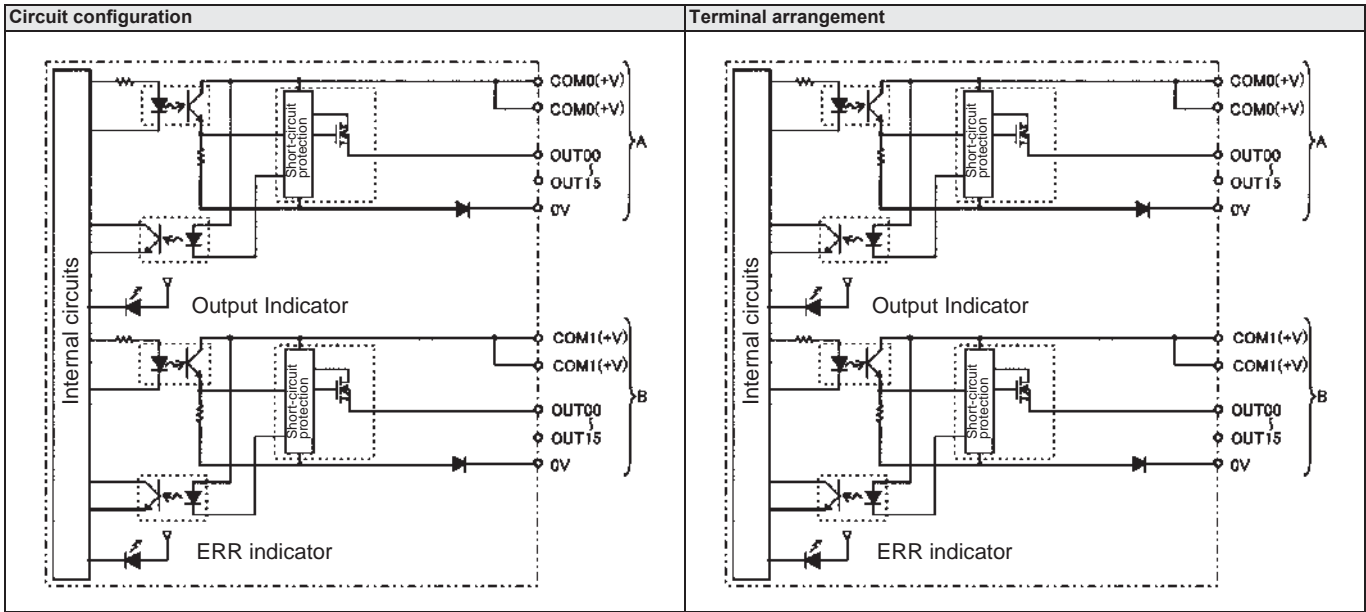 Circuit configuration
Terminal arrangement
Internal circuits
COM0(+V)
COM0(+V)
Short-circuit
protection
A
OUT00
OUT15
0V
Output Indicator
COM1(+V)
COM1(+V)
Short-circuit
protection
B
OUT00
OUT15
0V
ERR indicator
Internal circuits
COM0(+V)
COM0(+V)
Short-circuit
protection
A
OUT00
OUT15
0V
Output Indicator
COM1(+V)
COM1(+V)
Short-circuit
protection
B
OUT00
OUT15
0V
ERR indicator